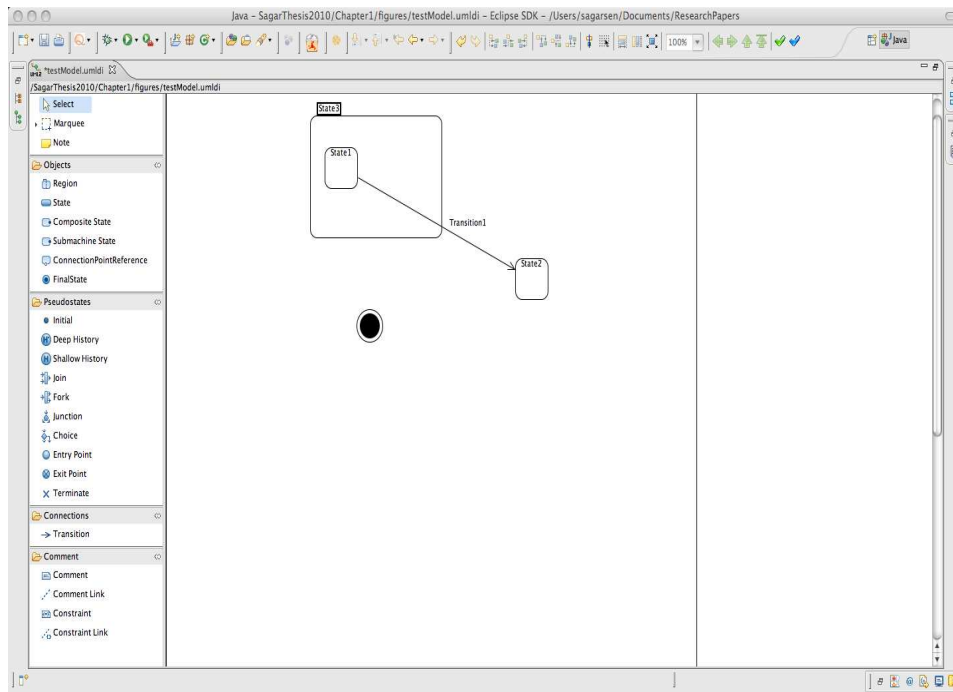 Java – SagarThesis2010/Chapter1/figures/testModel.umldi – Eclipse SDK – /Users/sagarsen/Documents/ResearchPapers
100%
Java
*testModel.umldi
/SagarThesis2010/Chapter1/figures/testModel.umldi
Select
Marquee
Note
Objects
Region
State
Composite State
Submachine State
ConnectionPointReference
FinalState
Pseudostates
Initial
Deep History
Shallow History
Join
Fork
Junction
Choice
Entry Point
Exit Point
Terminate
Connections
Transition
Comment
Comment
Comment Link
Constraint
Constraint Link
State3
State1
Transition1
State2